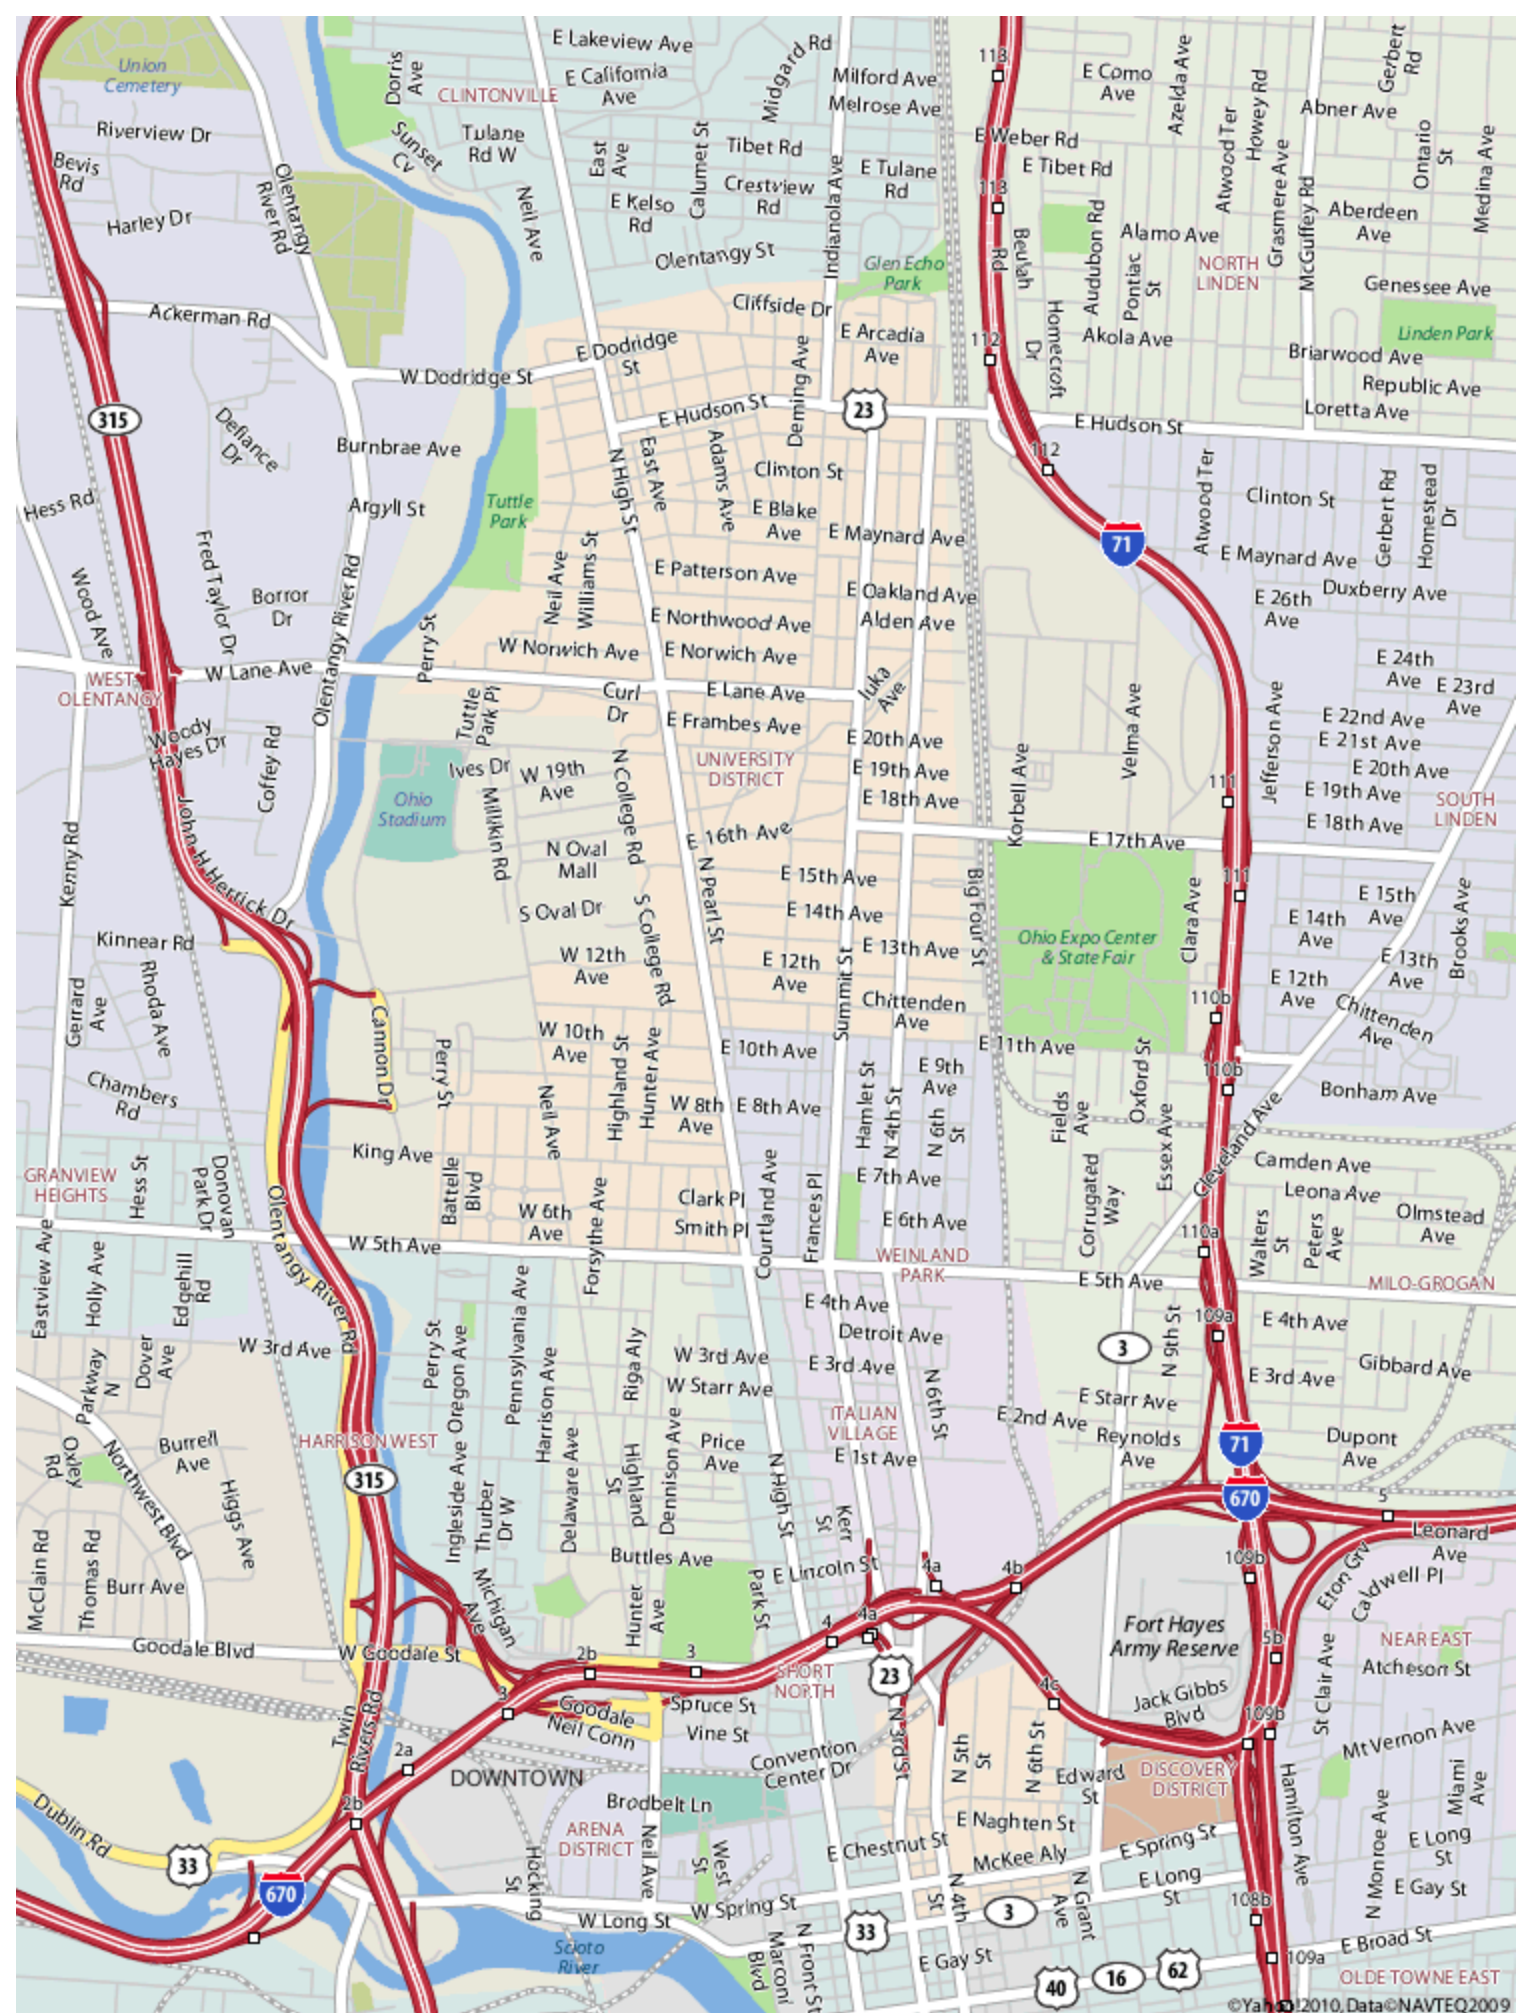 E Lakeview Ave
Midgard Rd
113
Union
Cemetery
Dorris
Ave
CLINTONVILLE
E California
Ave
Milford Ave
Melrose Ave
E Como
Ave
Azelda Ave
Howey Rd
Gerbert
Rd
Abner Ave
Riverview Dr
Sunset
Cv
Tulane
Rd W
East
Ave
Calumet St
Tibet Rd
E Weber Rd
E Tibet Rd
Atwood Ter
Grasmere Ave
Ontario
St
Medina Ave
Bevis
Rd
Olentangy
River Rd
Neil Ave
E Kelso
Rd
Crestview
Rd
Indianola Ave
E Tulane
Rd
113
Rd
Beulah
Audubon Rd
McGuffey Rd
Aberdeen
Ave
Harley Dr
Olentangy St
Glen Echo
Park
Alamo Ave
Pontiac
St
NORTH
LINDEN
Genessee Ave
Ackerman Rd
Cliffside Dr
E Arcadia
Ave
112
Homecroft
Dr
Akola Ave
Linden Park
Briarwood Ave
Republic Ave
Loretta Ave
E Dodridge
St
W Dodridge St
Deming Ave
23
E Hudson St
E Hudson St
315
Defiance
Dr
Burnbrae Ave
N High St
East Ave
Adams Ave
Clinton St
112
Atwood Ter
Clinton St
Gerbert Rd
Homestead
Dr
Hess Rd
Argyll St
Tuttle
Park
E Blake
Ave
E Maynard Ave
71
E Maynard Ave
Duxberry Ave
Wood Ave
Fred Taylor Dr
Borror
Dr
Olentangy River Rd
Perry St
Neil Ave
Williams St
E Patterson Ave
E Oakland Ave
E 26th
Ave
E Northwood Ave
Alden Ave
W Norwich Ave
E Norwich Ave
E 24th
Ave
E 23rd
Ave
WEST
OLENTANGY
W Lane Ave
Curl
Dr
E Lane Ave
Iuka
Ave
Velma Ave
Jefferson Ave
Tuttle
Park Pl
E Frambes Ave
E 22nd Ave
Woody
Hayes Dr
Coffey Rd
E 20th Ave
E 21st Ave
UNIVERSITY
DISTRICT
Ives Dr
W 19th
Ave
N College Rd
E 19th Ave
E 20th Ave
Korbell Ave
111
E 18th Ave
E 19th Ave
SOUTH
LINDEN
Ohio
Stadium
Millikin Rd
E 16th Ave
E 18th Ave
John H Herrick Dr
Kenny Rd
N Oval
Mall
E 17th Ave
N Pearl St
E 15th Ave
Big Four St
111
E 15th
Ave
S Oval Dr
S College Rd
E 14th Ave
Clara Ave
E 14th
Ave
Brooks Ave
Kinnear Rd
Ohio Expo Center
& State Fair
W 12th
Ave
E 12th
Ave
E 13th Ave
E 13th
Ave
Gerrard
Ave
Rhoda Ave
Summit St
Chittenden
Ave
110b
E 12th
Ave
Chittenden
Ave
Cannon Dr
W 10th
Ave
Highland St
Hunter Ave
E 10th Ave
E 11th Ave
Perry St
E 9th
Ave
Oxford St
110b
Chambers
Rd
Neil Ave
W 8th
Ave
E 8th Ave
Hamlet St
N 4th St
N 6th
St
Fields
Ave
Bonham Ave
Essex Ave
Cleveland Ave
King Ave
Camden Ave
GRANVIEW
HEIGHTS
Hess St
Donovan
Park Dr
Battelle
Blvd
Clark Pl
Courtland Ave
Frances Pl
E 7th Ave
Corrugated
Way
Leona Ave
Olentangy River Rd
W 6th
Ave
Forsythe Ave
Smith Pl
E 6th Ave
Olmstead
Ave
110a
Walters
St
Peters
Ave
W 5th Ave
WEINLAND
PARK
E 5th Ave
MILO-GROGAN
Eastview Ave
Holly Ave
Edgehill
Rd
Pennsylvania Ave
E 4th Ave
109a
E 4th Ave
Detroit Ave
3
N 9th St
Perry St
W 3rd Ave
Dover
Ave
Riga Aly
W 3rd Ave
E 3rd Ave
Gibbard Ave
E 3rd Ave
Parkway
N
Oregon Ave
Harrison Ave
W Starr Ave
N 6th St
E Starr Ave
ITALIAN
VILLAGE
E 2nd Ave
HARRISON WEST
Dennison Ave
Reynolds
Ave
71
Dupont
Ave
Oxley
Rd
Northwest Blvd
Burrell
Ave
Price
Ave
E 1st Ave
315
Ingleside Ave
Thurber
Dr W
Delaware Ave
Highland
St
N High St
Kerr
St
670
5
Higgs Ave
Leonard
Ave
McClain Rd
Thomas Rd
Burr Ave
Buttles Ave
E Lincoln St
4a
4b
109b
Eton Grv
Caldwell Pl
Michigan
Ave
Hunter
Ave
Park St
4
4a
Fort Hayes
Army Reserve
Goodale Blvd
W Goodale St
2b
3
5b
NEAR EAST
Atcheson St
SHORT
NORTH
23
3
Goodale
Neil Conn
Spruce St
Vine St
4c
Jack Gibbs
Blvd
109b
St Clair Ave
Mt Vernon Ave
Twin
Rivers Rd
2a
DOWNTOWN
Convention
Center Dr
N 3rd St
N 5th
St
N 6th St
Edward
St
DISCOVERY
DISTRICT
Miami
Ave
2b
Brodbelt Ln
Dublin Rd
ARENA
DISTRICT
E Naghten St
Hamilton Ave
N Monroe Ave
33
Neil Ave
West
St
E Chestnut St
McKee Aly
E Spring St
E Long
St
670
Hocking
St
N 4th
St
E Long
St
E Gay St
W Spring St
N Grant
Ave
108b
W Long St
33
3
Scioto
River
Marconi
Blvd
N Front St
E Gay St
E Broad St
109a
40
16
62
OLDE TOWNE EAST
©Yahoo!2010, Data©NAVTEQ2009